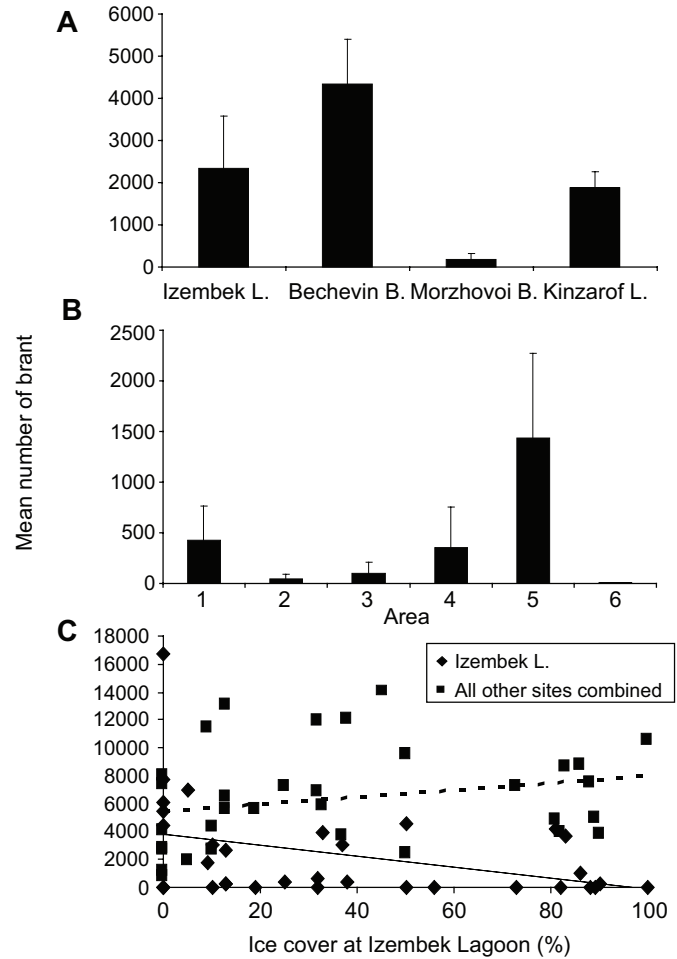 A
6000
5000
4000
3000
2000
1000
0
Izembek L. Bechevin B. Morzhovoi B. Kinzarof L.
Mean number of brant
B
2500
2000
1500
1000
500
0
1 2 3 4 5 6
Area
C
18000
16000
14000
12000
10000
8000
6000
4000
2000
0
Izembek L.
All other sites combined
0 20 40 60 80 100
Ice cover at Izembek Lagoon (%)